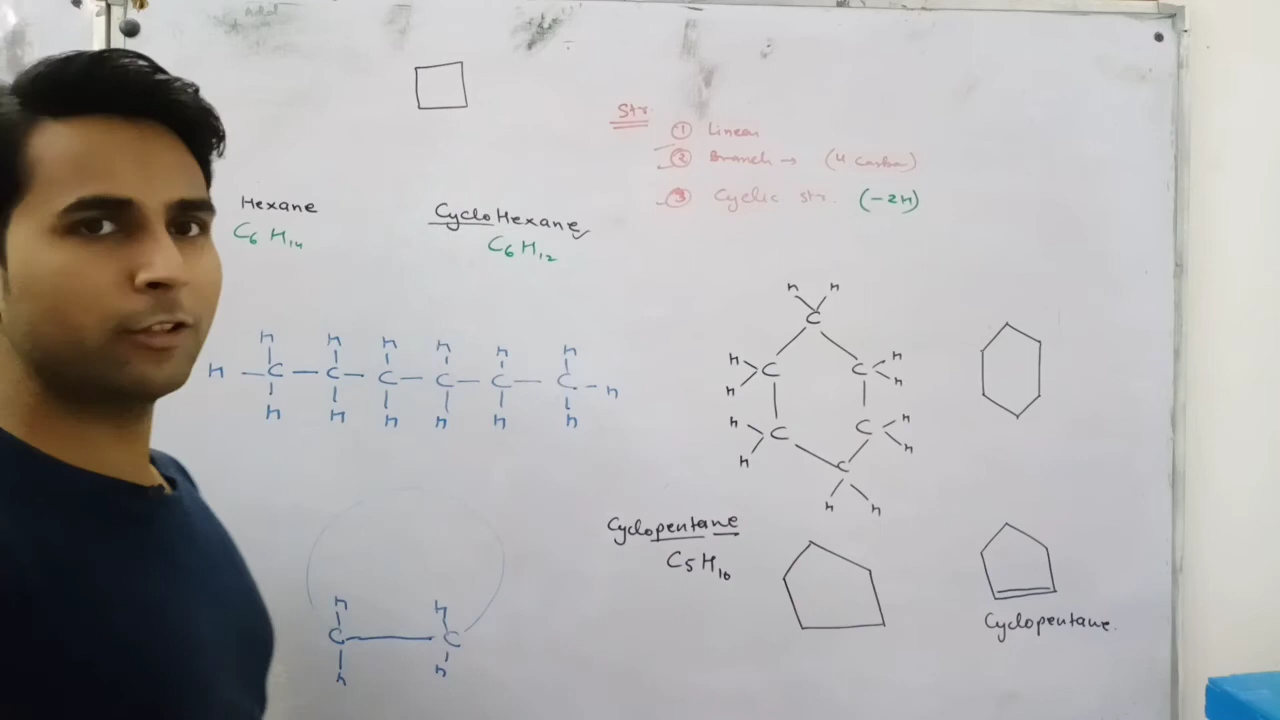 Str.
① Linear
② Branch → (4 Carbon)
③ Cyclic str. (-2H)
Hexane
C6 H14
CycloHexane
C6 H12
H H H H H H
H — C — C — C — C — C — C — H
H H H H H H
H H
C
H C C H
H H
H C C H
H H
C
H H
Cyclopentane
C5 H10
H H
C — C
H H
Cyclopentane.